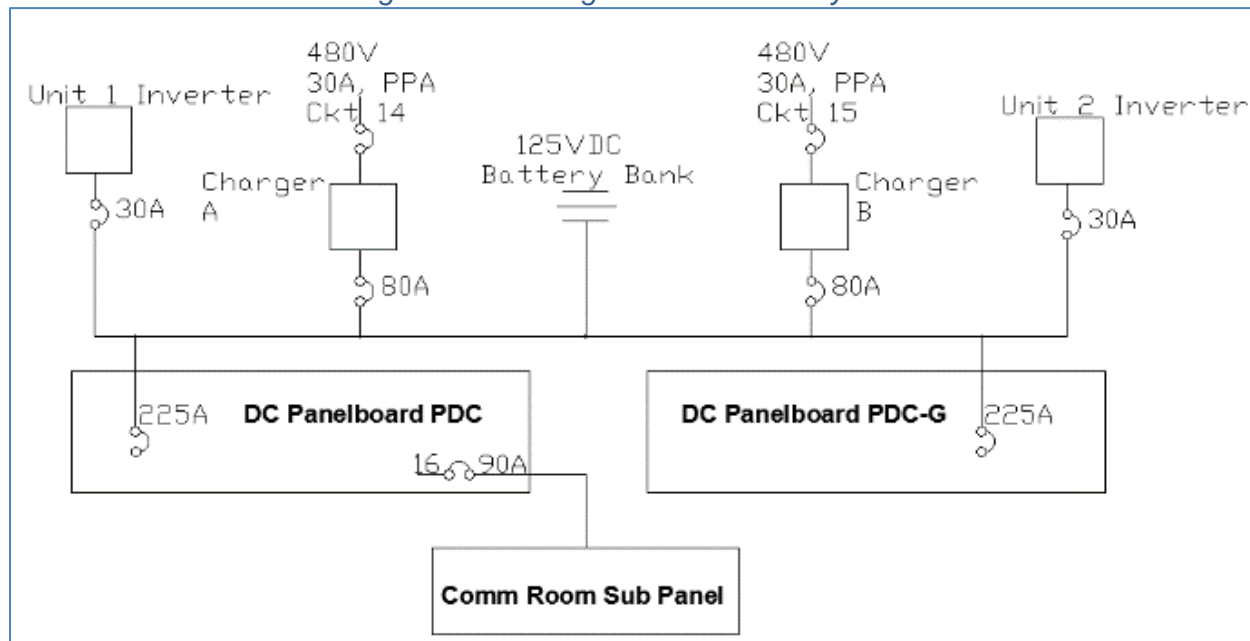 480V
30A, PPA
Ckt 14
480V
30A, PPA
Ckt 15
Unit 1 Inverter
Unit 2 Inverter
125VDC
Battery Bank
Charger
A
Charger
B
30A
30A
80A
80A
225A
DC Panelboard PDC
16
90A
DC Panelboard PDC-G
225A
Comm Room Sub Panel